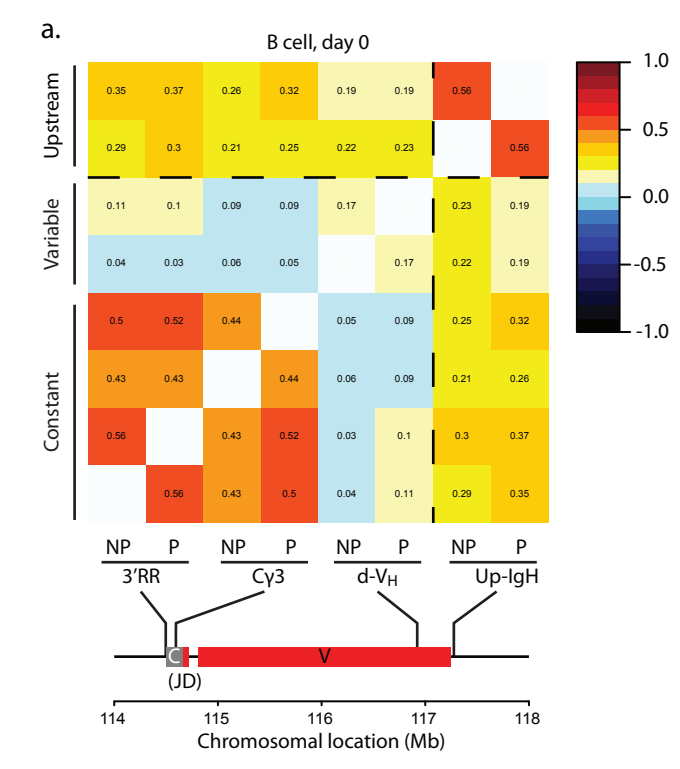 a.
B cell, day 0
Upstream
Variable
Constant
0.35 0.37 0.26 0.32 0.19 0.19 0.56
0.29 0.3 0.21 0.25 0.22 0.23 0.56
0.11 0.1 0.09 0.09 0.17 0.23 0.19
0.04 0.03 0.06 0.05 0.17 0.22 0.19
0.5 0.52 0.44 0.05 0.09 0.25 0.32
0.43 0.43 0.44 0.06 0.09 0.21 0.26
0.56 0.43 0.52 0.03 0.1 0.3 0.37
0.56 0.43 0.5 0.04 0.11 0.29 0.35
1.0
0.5
0.0
-0.5
-1.0
NP P NP P NP P NP P
3'RR Cγ3 d-VH Up-IgH
C V
(JD)
114 115 116 117 118
Chromosomal location (Mb)